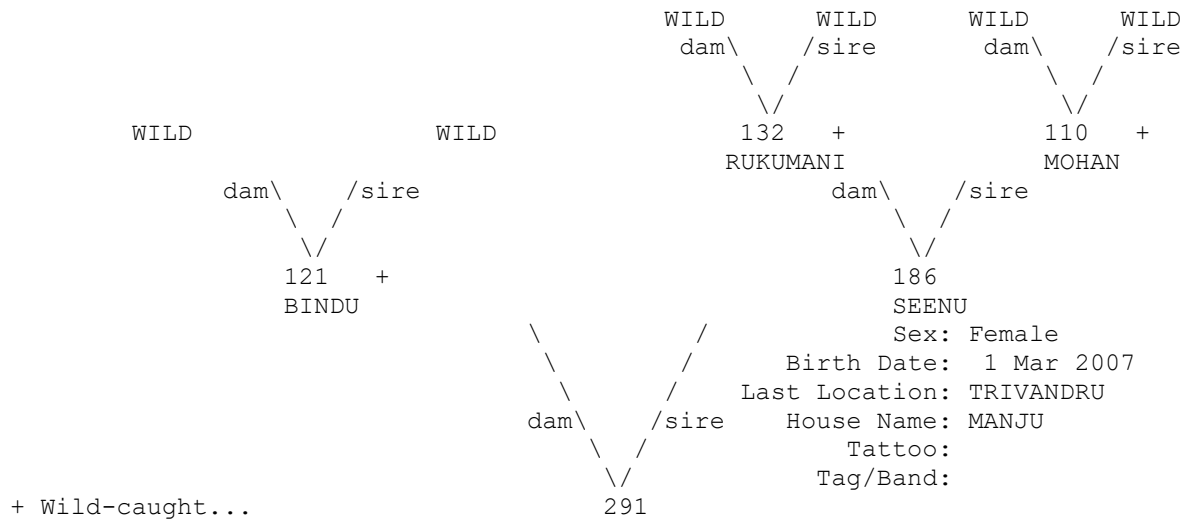 WILD WILD WILD WILD
dam\ /sire dam\ /sire
\ / \ /
\/ \/
WILD WILD 132 + 110 +
RUKUMANI MOHAN
dam\ /sire dam\ /sire
\ / \ /
\/ \/
121 + 186
BINDU SEENU
\ / Sex: Female
\ / Birth Date: 1 Mar 2007
\ / Last Location: TRIVANDRU
dam\ /sire House Name: MANJU
\ / Tattoo:
\/ Tag/Band:
+ Wild-caught... 291